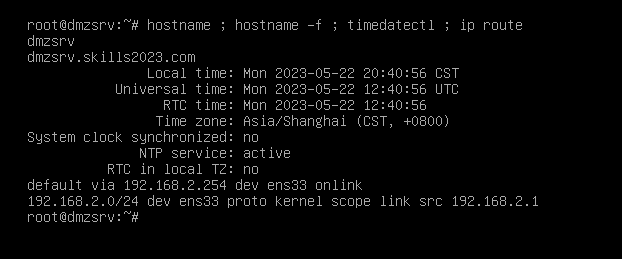 root@dmzsrv:~# hostname ; hostname -f ; timedatectl ; ip route
dmzsrv
dmzsrv.skills2023.com
Local time: Mon 2023-05-22 20:40:56 CST
Universal time: Mon 2023-05-22 12:40:56 UTC
RTC time: Mon 2023-05-22 12:40:56
Time zone: Asia/Shanghai (CST, +0800)
System clock synchronized: no
NTP service: active
RTC in local TZ: no
default via 192.168.2.254 dev ens33 onlink
192.168.2.0/24 dev ens33 proto kernel scope link src 192.168.2.1
root@dmzsrv:~#